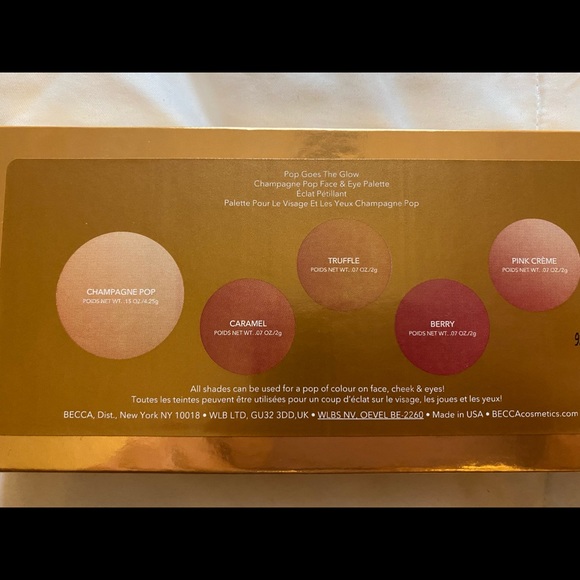 Pop Goes The Glow
Champagne Pop Face & Eye Palette
Éclat Pétillant
Palette Pour Le Visage Et Les Yeux Champagne Pop
CHAMPAGNE POP
POIDS NET WT. .15 OZ./4.25g
CARAMEL
POIDS NET WT. .07 OZ./2g
TRUFFLE
POIDS NET WT. .07 OZ./2g
BERRY
POIDS NET WT. .07 OZ./2g
PINK CRÈME
POIDS NET WT. .07 OZ./2g
All shades can be used for a pop of colour on face, cheek & eyes!
Toutes les teintes peuvent être utilisées pour un coup d'éclat sur le visage, les joues et les yeux!
BECCA, Dist., New York NY 10018 • WLB LTD, GU32 3DD,UK • WLBS NV, OEVEL BE-2260 • Made in USA • BECCAcosmetics.com